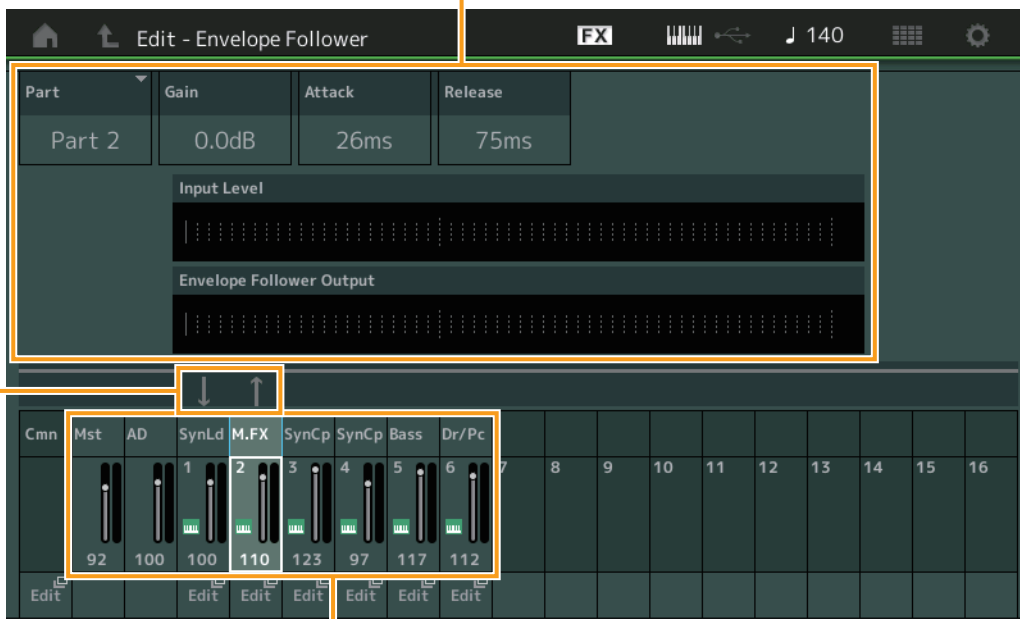 Edit - Envelope Follower FX ♩ 140
Part Gain Attack Release
Part 2 0.0dB 26ms 75ms
Input Level
Envelope Follower Output
↓ ↑
Cmn Mst AD SynLd M.FX SynCp SynCp Bass Dr/Pc
1 2 3 4 5 6 7 8 9 10 11 12 13 14 15 16
92 100 100 110 123 97 117 112
Edit Edit Edit Edit Edit Edit Edit